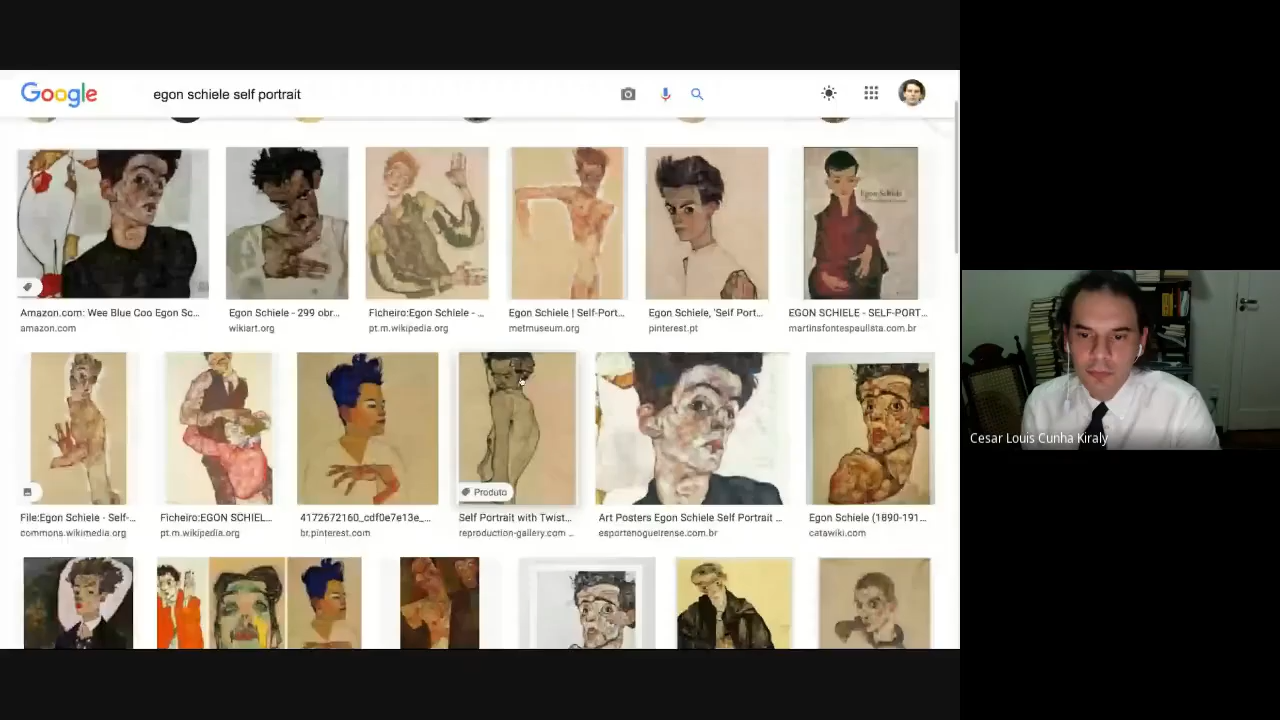 Google
egon schiele self portrait
Egon Schiele
Amazon.com: Wee Blue Coo Egon Sc...
amazon.com
Egon Schiele - 299 obr...
wikiart.org
Ficheiro:Egon Schiele - ...
pt.m.wikipedia.org
Egon Schiele | Self-Port...
metmuseum.org
Egon Schiele, 'Self Port...
pinterest.pt
EGON SCHIELE - SELF-PORT...
martinsfontespaulista.com.br
Cesar Louis Cunha Kiraly
Produto
File:Egon Schiele - Self-...
commons.wikimedia.org
Ficheiro:EGON SCHIEL...
pt.m.wikipedia.org
4172672160_cdf0e7e13e_...
br.pinterest.com
Self Portrait with Twist...
reproduction-gallery.com ...
Art Posters Egon Schiele Self Portrait ...
esportenogueirense.com.br
Egon Schiele (1890-191...
catawiki.com